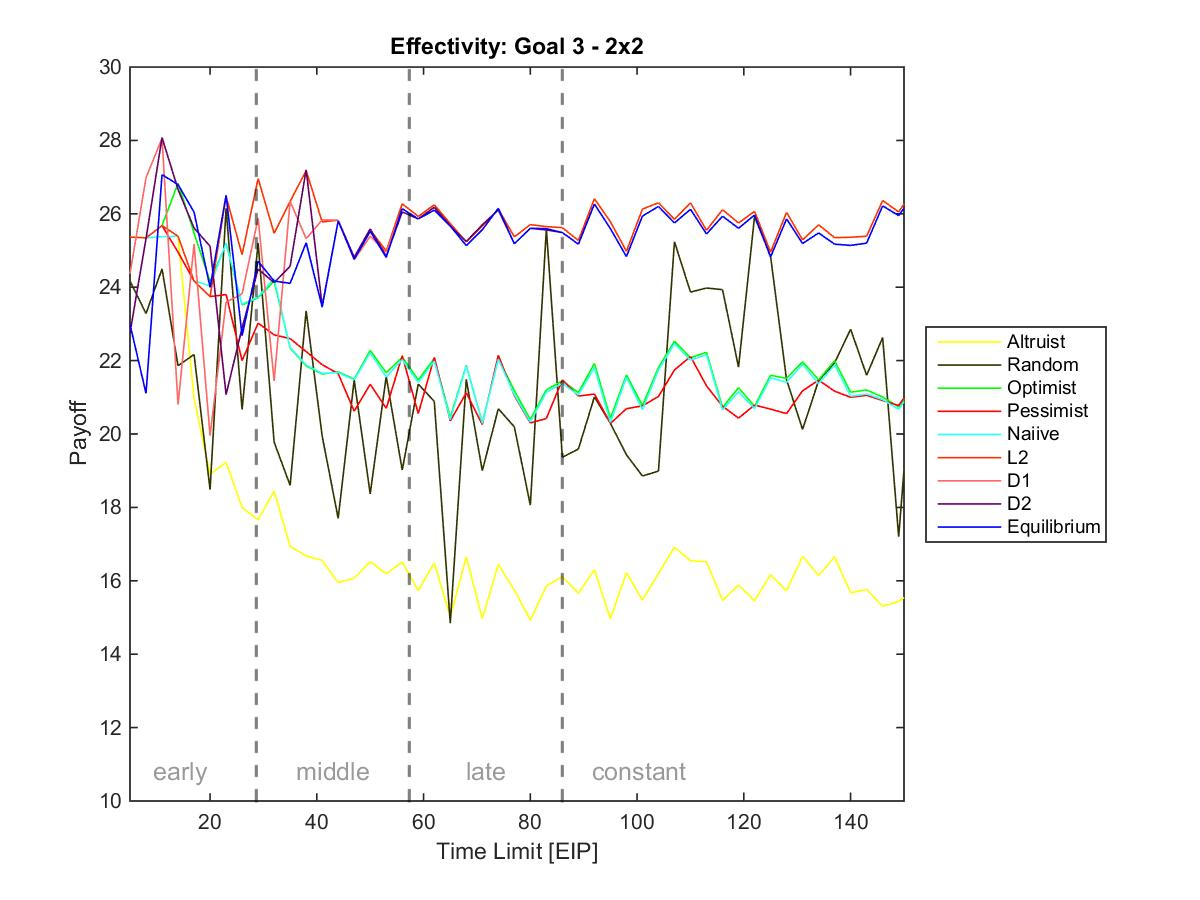 Effectivity: Goal 3 - 2x2
Payoff
30
28
26
24
22
20
18
16
14
12
10
early middle late constant
20 40 60 80 100 120 140
Time Limit [EIP]
Altruist
Random
Optimist
Pessimist
Naiive
L2
D1
D2
Equilibrium